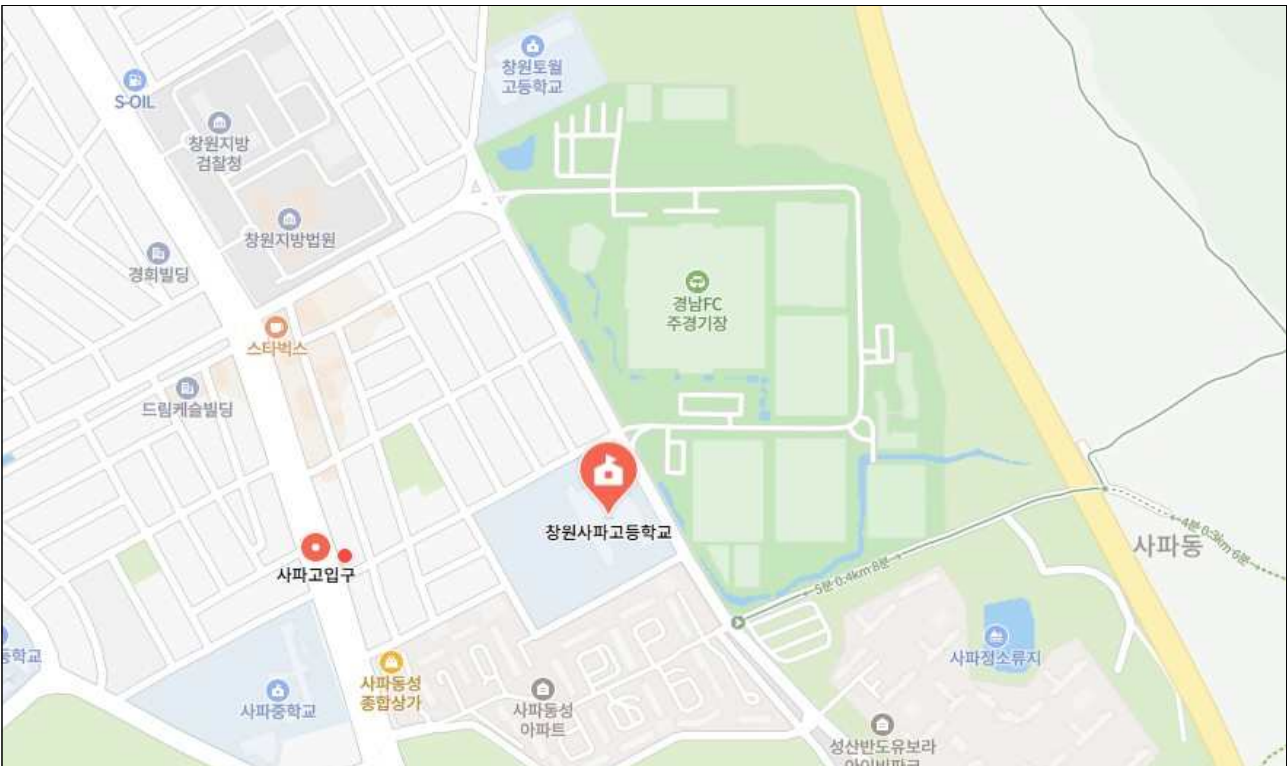 창원토월
고등학교
S-OIL
창원지방
검찰청
창원지방법원
경희빌딩
경남FC
주경기장
스타벅스
드림케슬빌딩
창원사파고등학교
사파고입구
4분 0.3km 6분
사파동
5분 0.4km 8분
등학교
사파정소류지
사파동성
종합상가
사파중학교
사파동성
아파트
성산반도유보라
아이비파크